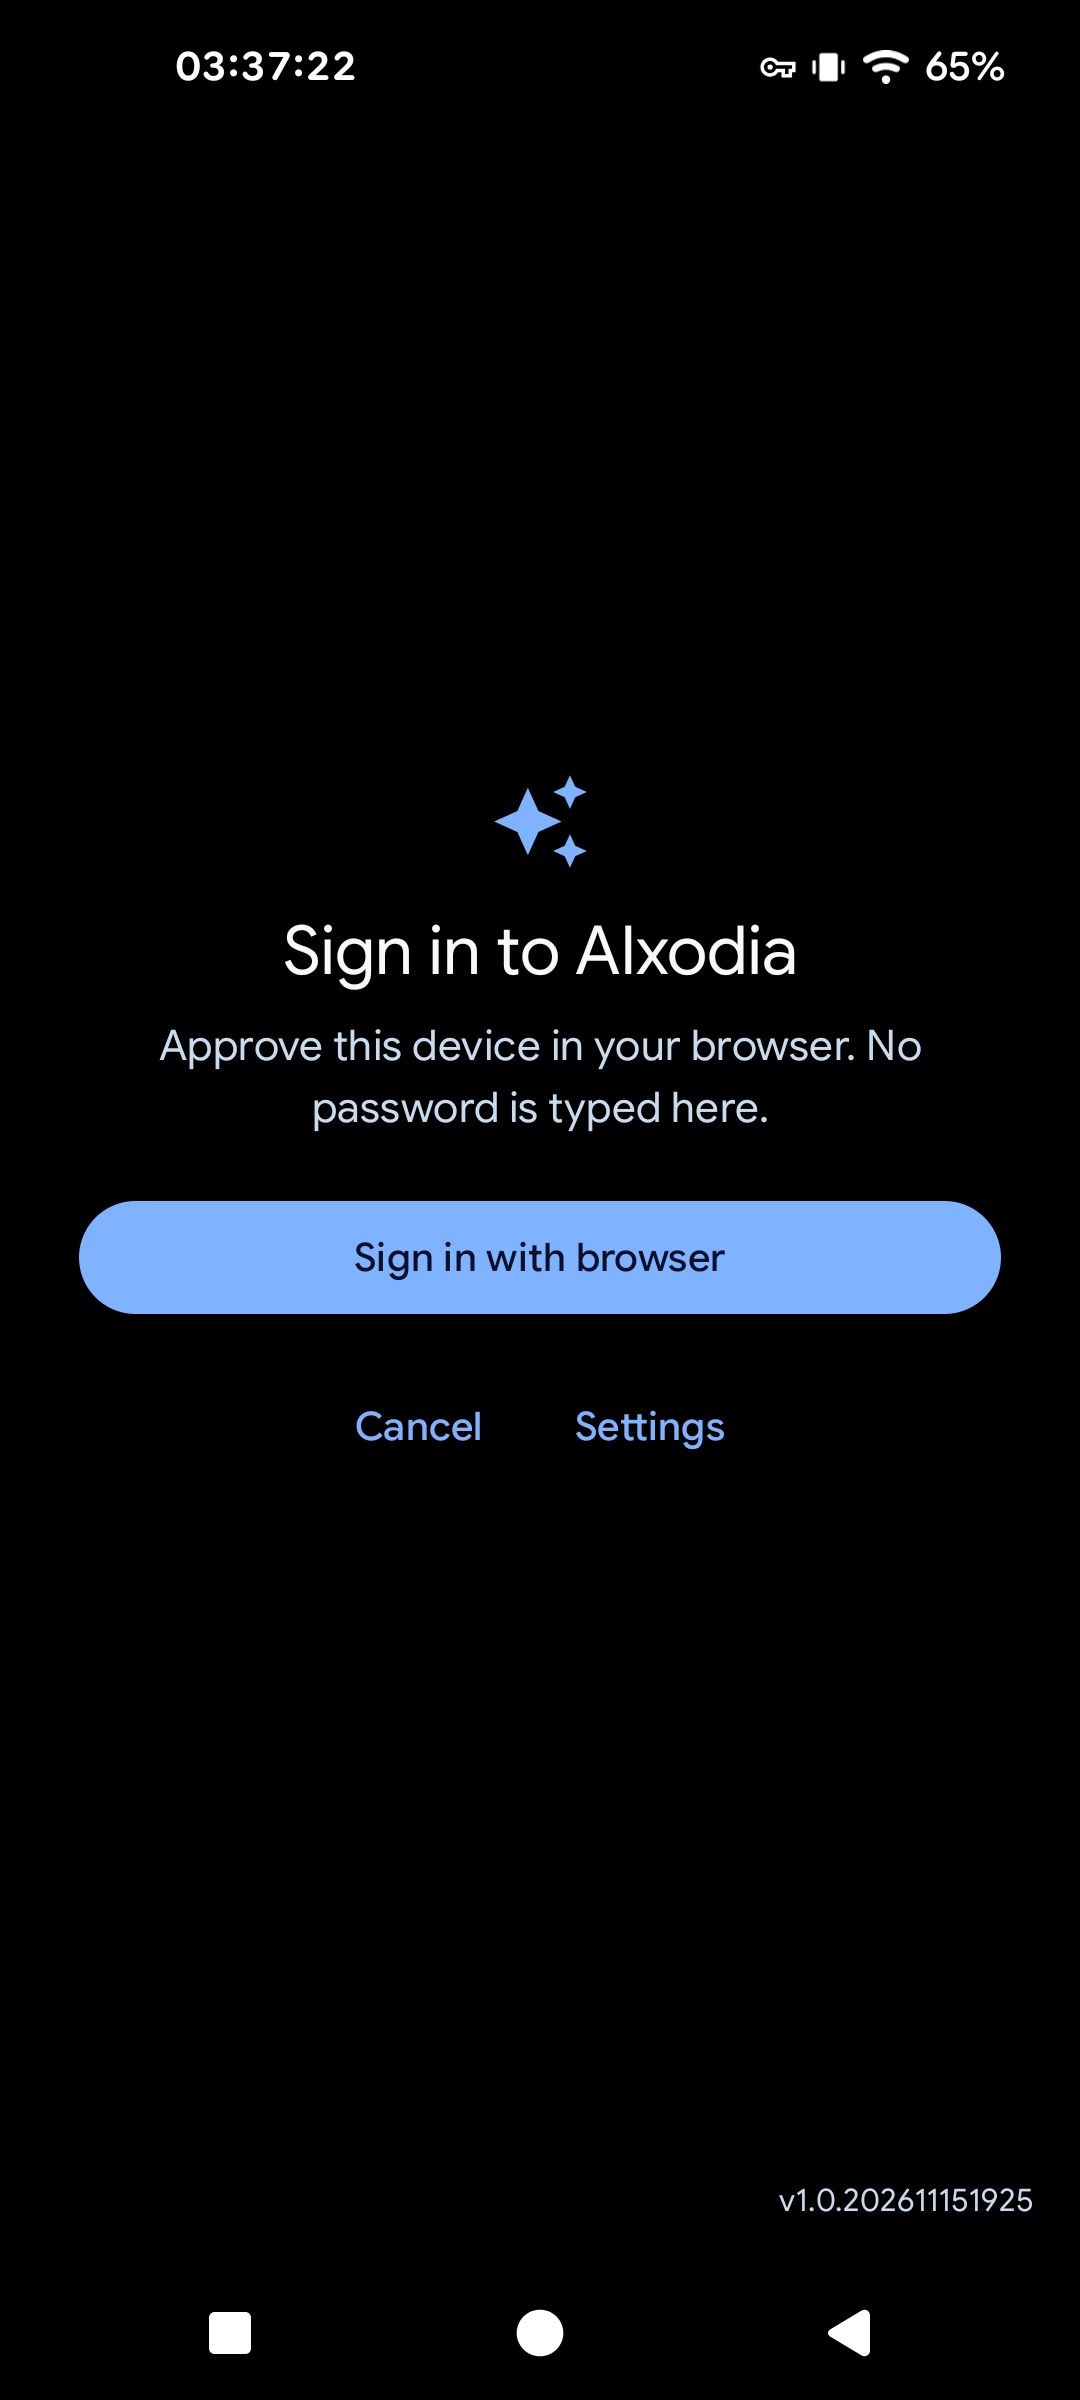 03:37:22
65%
Sign in to AIxodia
Approve this device in your browser. No
password is typed here.
Sign in with browser
Cancel Settings
v1.0.202611151925